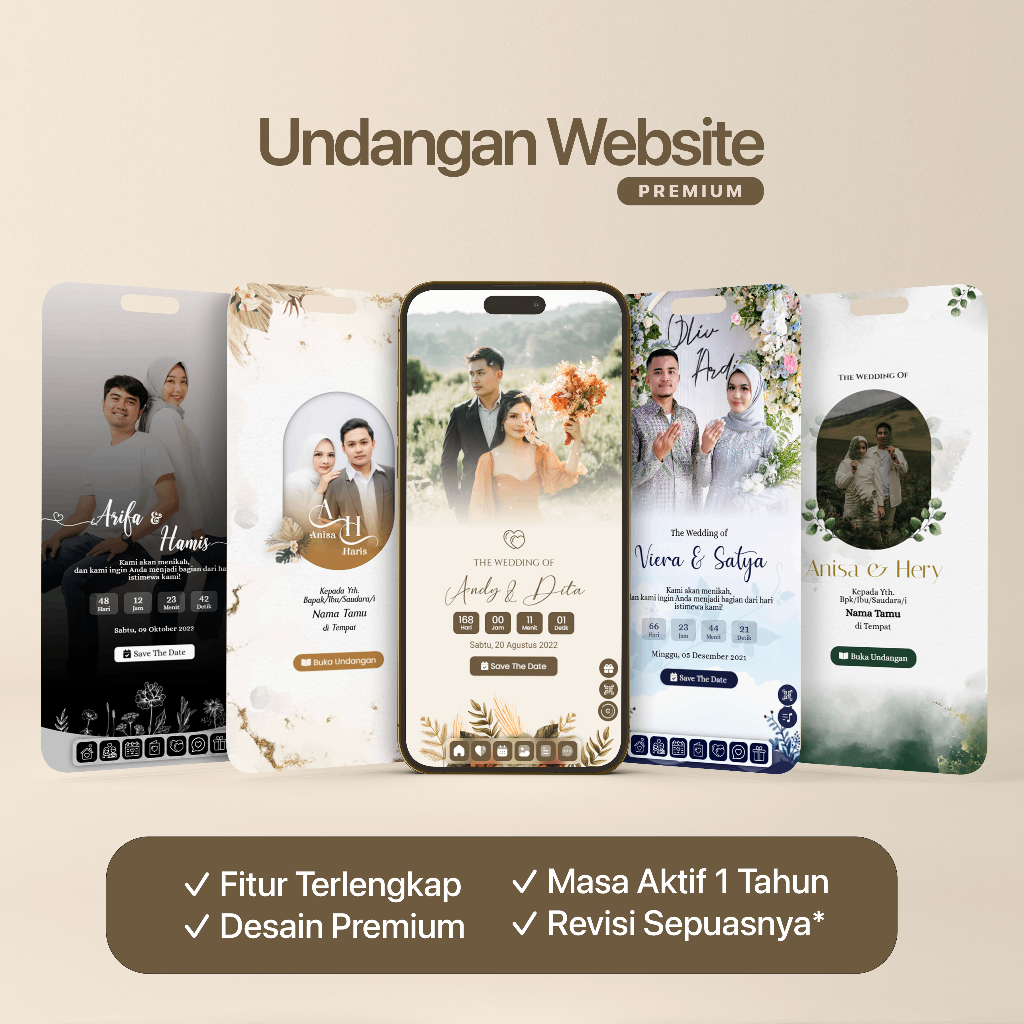 Undangan Website
PREMIUM
Arifa &
Hamis
Kami akan menikah,
dan kami ingin Anda menjadi bagian dari
istimewa kami!
48 12 23 42
Hari Jam Menit Detik
Sabtu, 09 Oktober 2022
Save The Date
A H
Anisa
Haris
Kepada Yth.
Bapak/Ibu/Saudara/i
Nama Tamu
di Tempat
Buka Undangan
THE WEDDING OF
Andy & Dita
168 00 11 01
Hari Jam Menit Detik
Sabtu, 20 Agustus 2022
Save The Date
Oliv
Ardi
The Wedding of
Viera & Satya
Kami akan menikah,
dan kami ingin Anda menjadi bagian dari hari
istimewa kami!
66 23 44 21
Hari Jam Menit Detik
Minggu, 05 Desember 2021
Save The Date
THE WEDDING OF
Anisa & Hery
Kepada Yth.
Bpk/Ibu/Saudara/i
Nama Tamu
di Tempat
Buka Undangan
✓ Fitur Terlengkap
✓ Desain Premium
✓ Masa Aktif 1 Tahun
✓ Revisi Sepuasnya*